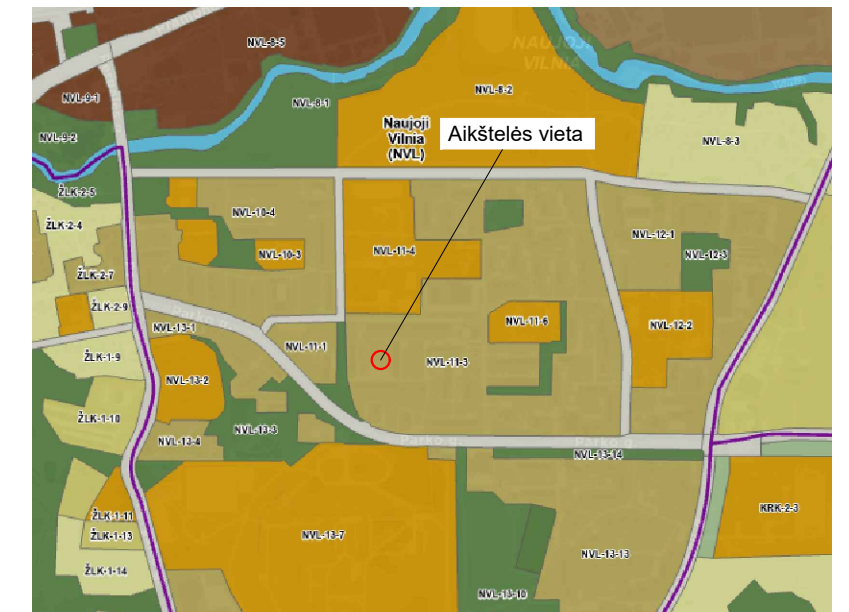 NVL-8-5
NAUJOJI
VILNIA
NVL-9-1
NVL-8-1
NVL-8-2
Naujoji
Vilnia
(NVL)
Aikštelės vieta
NVL-9-2
NVL-8-3
ŽLK-2-5
ŽLK-2-4
NVL-10-4
NVL-10-3
NVL-11-4
NVL-12-1
NVL-12-3
ŽLK-2-7
ŽLK-2-9
Parko g.
NVL-13-1
NVL-11-1
NVL-11-6
NVL-12-2
ŽLK-1-9
NVL-11-3
NVL-13-2
ŽLK-1-10
NVL-13-3
NVL-13-4
Parko g.
Parko g.
NVL-13-14
ŽLK-1-11
ŽLK-1-13
NVL-13-7
KRK-2-3
NVL-13-13
ŽLK-1-14
NVL-13-10